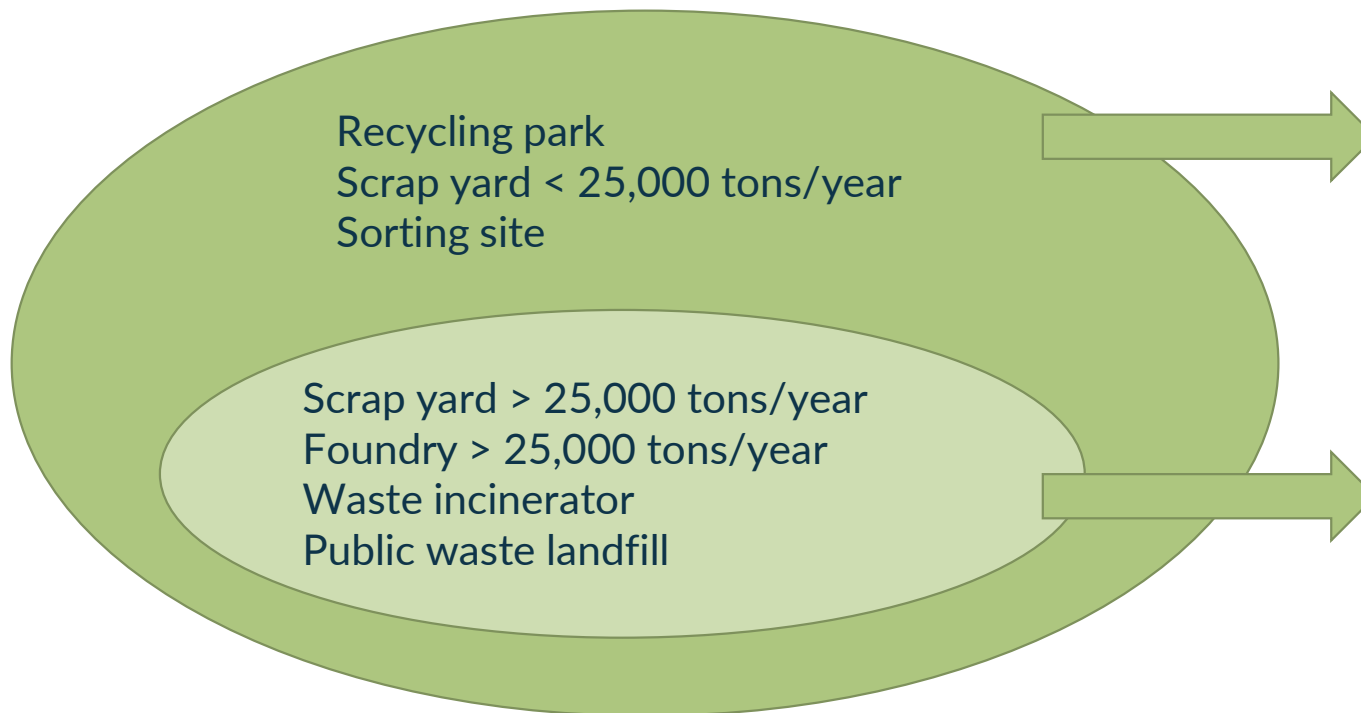 Recycling park
Scrap yard < 25,000 tons/year
Sorting site
Scrap yard > 25,000 tons/year
Foundry > 25,000 tons/year
Waste incinerator
Public waste landfill